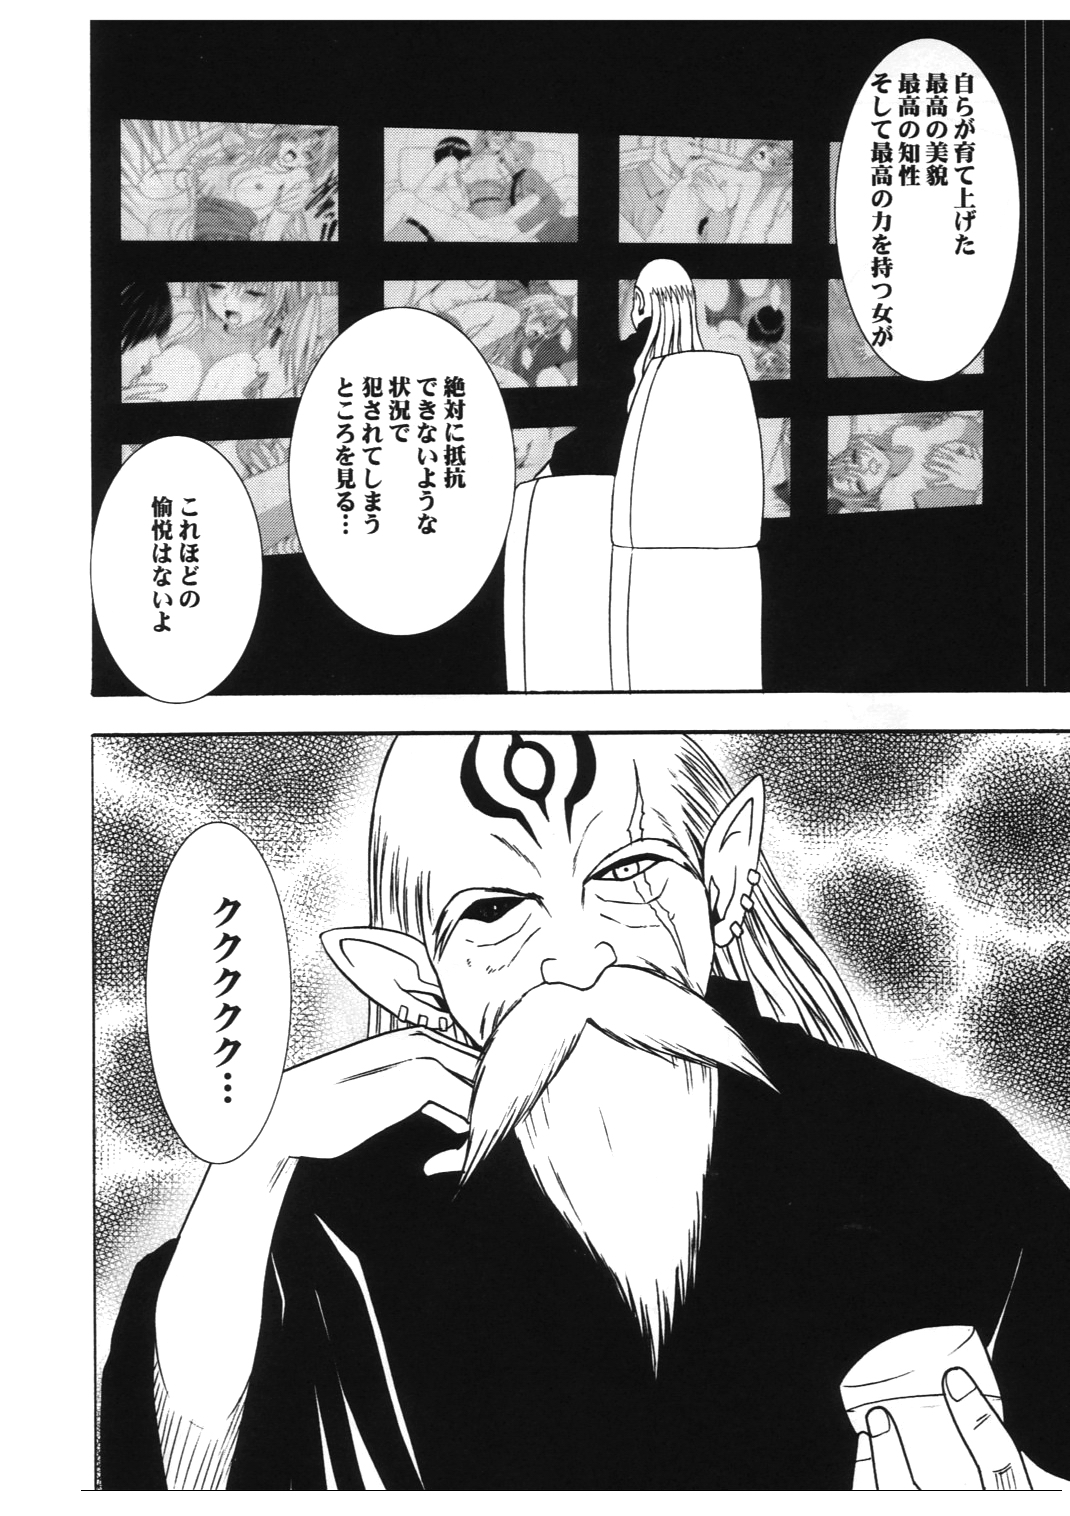 自らが育て上げた
最高の美貌
最高の知性
そして最高の力を持つ女が
絶対に抵抗
できないような
状況で
犯されてしまう
ところを見る…
これほどの
愉悦はないよ
クククククク…